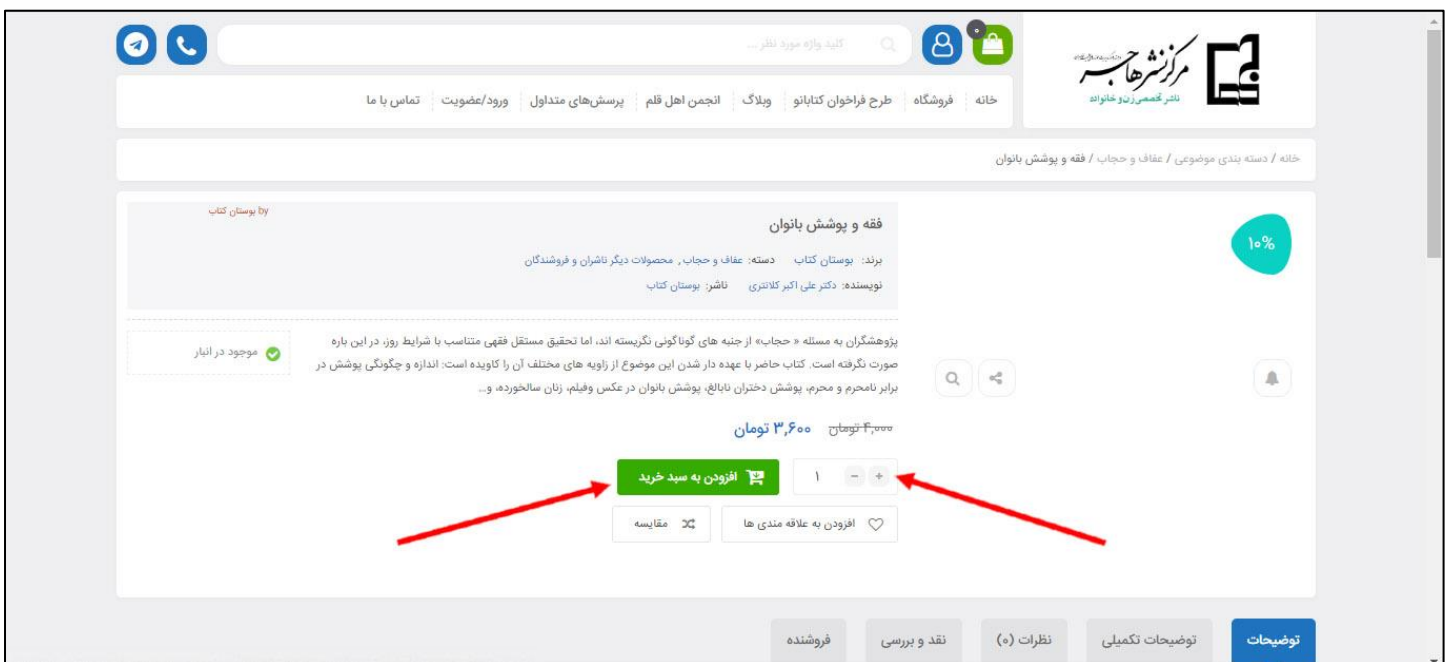 مرکز نشر هاجر
ناشر تخصصی زن و خانواده
۰
کلید واژه مورد نظر ...
خانه فروشگاه طرح فراخوان کتابانو وبلاگ انجمن اهل قلم پرسش‌های متداول ورود/عضویت تماس با ما
خانه / دسته بندی موضوعی / عفاف و حجاب / فقه و پوشش بانوان
۱۰%
فقه و پوشش بانوان
by بوستان کتاب
برند: بوستان کتاب دسته: عفاف و حجاب, محصولات دیگر ناشران و فروشندگان
نویسنده: دکتر علی اکبر کلانتری ناشر: بوستان کتاب
پژوهشگران به مسئله « حجاب» از جنبه های گوناگونی نگریسته اند، اما تحقیق مستقل فقهی متناسب با شرایط روز، در این باره
صورت نگرفته است. کتاب حاضر با عهده دار شدن این موضوع از زاویه های مختلف آن را کاویده است: اندازه و چگونگی پوشش در
برابر نامحرم و محرم، پوشش دختران نابالغ، پوشش بانوان در عکس وفیلم، زنان سالخورده، و...
موجود در انبار
۴,۰۰۰ تومان ۳,۶۰۰ تومان
+ - ۱ افزودن به سبد خرید
افزودن به علاقه مندی ها مقایسه
توضیحات توضیحات تکمیلی نظرات (۰) نقد و بررسی فروشنده